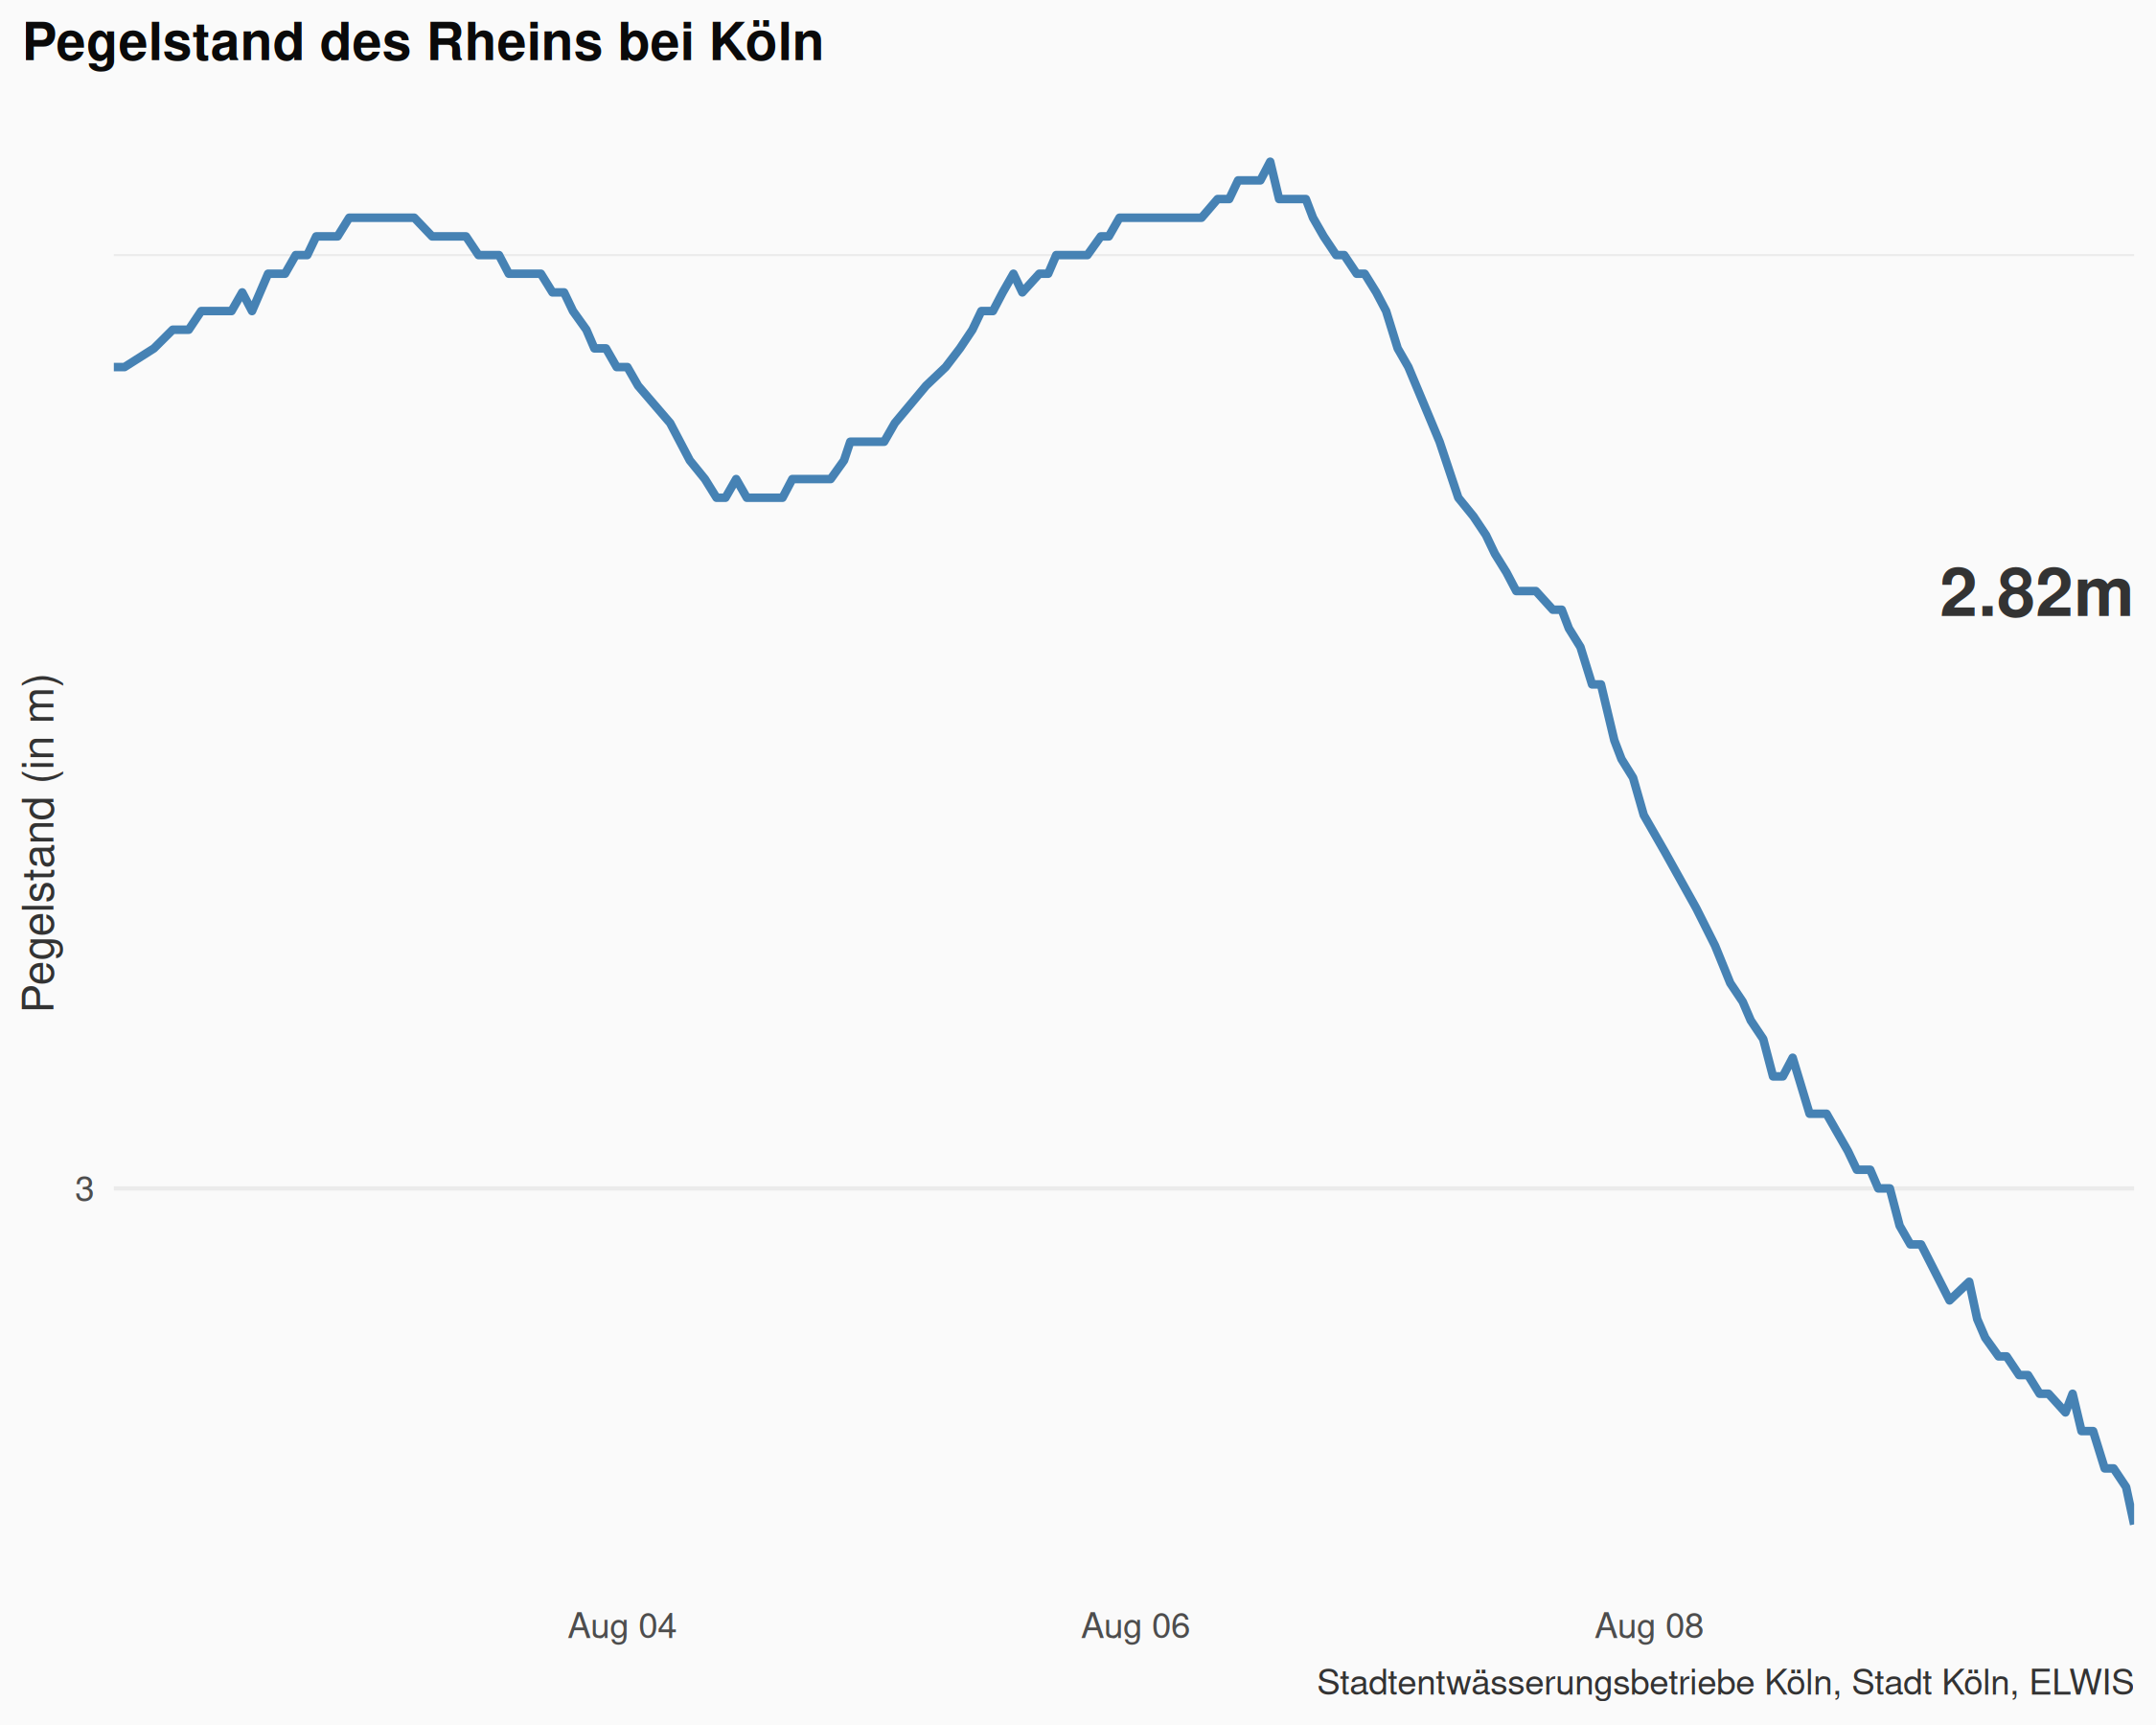 Pegelstand des Rheins bei Köln
2.82m
Pegelstand (in m)
3
Aug 04
Aug 06
Aug 08
Stadtentwässerungsbetriebe Köln, Stadt Köln, ELWIS